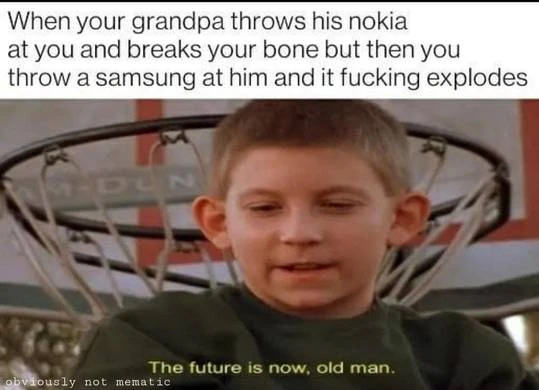 When your grandpa throws his nokia
at you and breaks your bone but then you
throw a samsung at him and it fucking explodes
The future is now, old man.
obviously not mematic